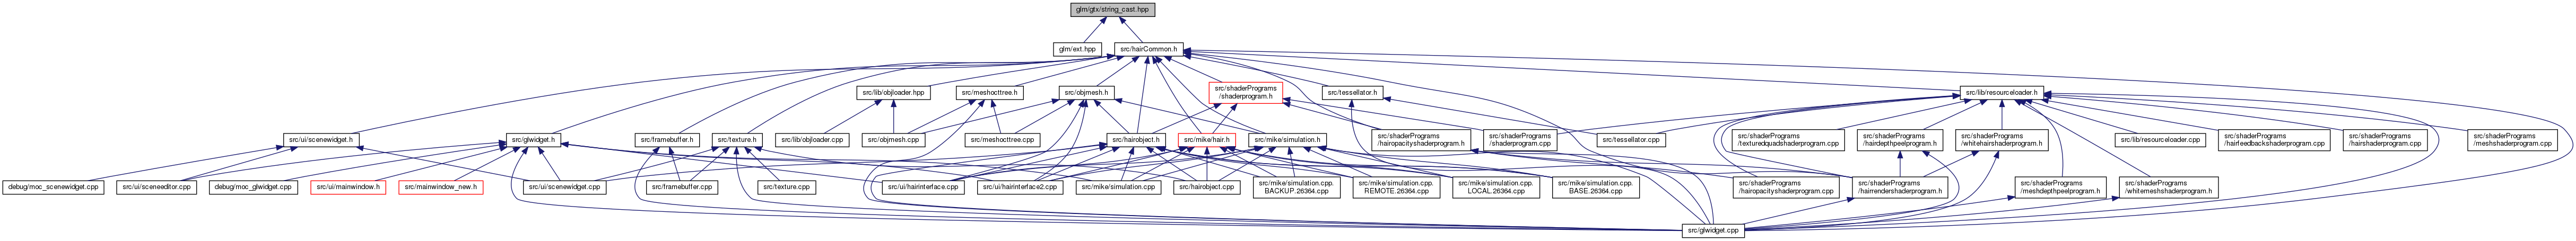 glm/gtx/string_cast.hpp
glm/ext.hpp
src/hairCommon.h
src/lib/objloader.hpp
src/meshocttree.h
src/objmesh.h
src/shaderPrograms
/shaderprogram.h
src/tessellator.h
src/lib/resourceloader.h
src/ui/scenewidget.h
src/glwidget.h
src/framebuffer.h
src/texture.h
src/lib/objloader.cpp
src/objmesh.cpp
src/meshocttree.cpp
src/hairobject.h
src/mike/hair.h
src/mike/simulation.h
src/shaderPrograms
/hairopacityshaderprogram.h
src/shaderPrograms
/shaderprogram.cpp
src/tessellator.cpp
src/shaderPrograms
/texturedquadshaderprogram.cpp
src/shaderPrograms
/hairdepthpeelprogram.h
src/shaderPrograms
/whitehairshaderprogram.h
src/lib/resourceloader.cpp
src/shaderPrograms
/hairfeedbackshaderprogram.cpp
src/shaderPrograms
/hairshaderprogram.cpp
src/shaderPrograms
/meshshaderprogram.cpp
debug/moc_scenewidget.cpp
src/ui/sceneeditor.cpp
debug/moc_glwidget.cpp
src/ui/mainwindow.h
src/mainwindow_new.h
src/ui/scenewidget.cpp
src/framebuffer.cpp
src/texture.cpp
src/ui/hairinterface.cpp
src/ui/hairinterface2.cpp
src/mike/simulation.cpp
src/hairobject.cpp
src/mike/simulation.cpp.
BACKUP.26364.cpp
src/mike/simulation.cpp.
REMOTE.26364.cpp
src/mike/simulation.cpp.
LOCAL.26364.cpp
src/mike/simulation.cpp.
BASE.26364.cpp
src/shaderPrograms
/hairopacityshaderprogram.cpp
src/shaderPrograms
/hairrendershaderprogram.h
src/shaderPrograms
/meshdepthpeelprogram.h
src/shaderPrograms
/whitemeshshaderprogram.h
src/glwidget.cpp